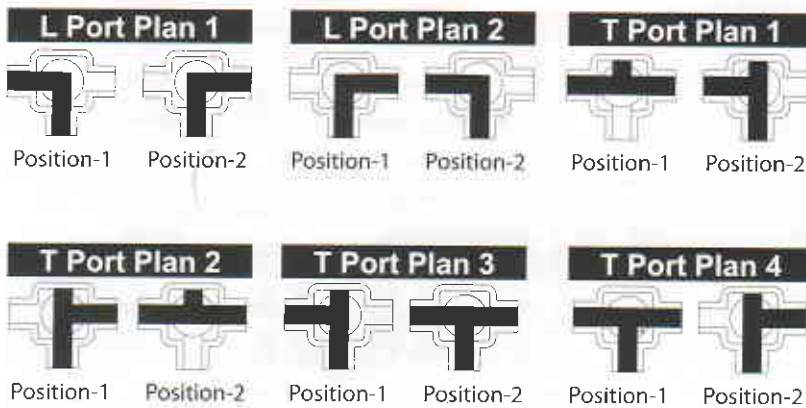 L Port Plan 1
L Port Plan 2
T Port Plan 1
Position-1 Position-2
Position-1 Position-2
Position-1 Position-2
T Port Plan 2
T Port Plan 3
T Port Plan 4
Position-1 Position-2
Position-1 Position-2
Position-1 Position-2